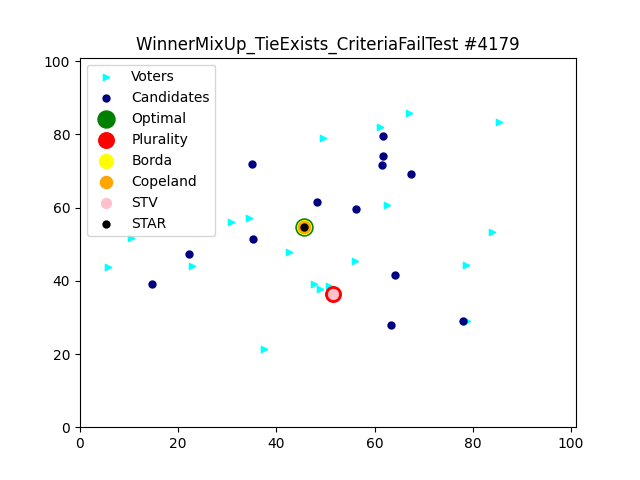 WinnerMixUp_TieExists_CriteriaFailTest #4179
100
80
60
40
20
0
Voters
Candidates
Optimal
Plurality
Borda
Copeland
STV
STAR
0 20 40 60 80 100